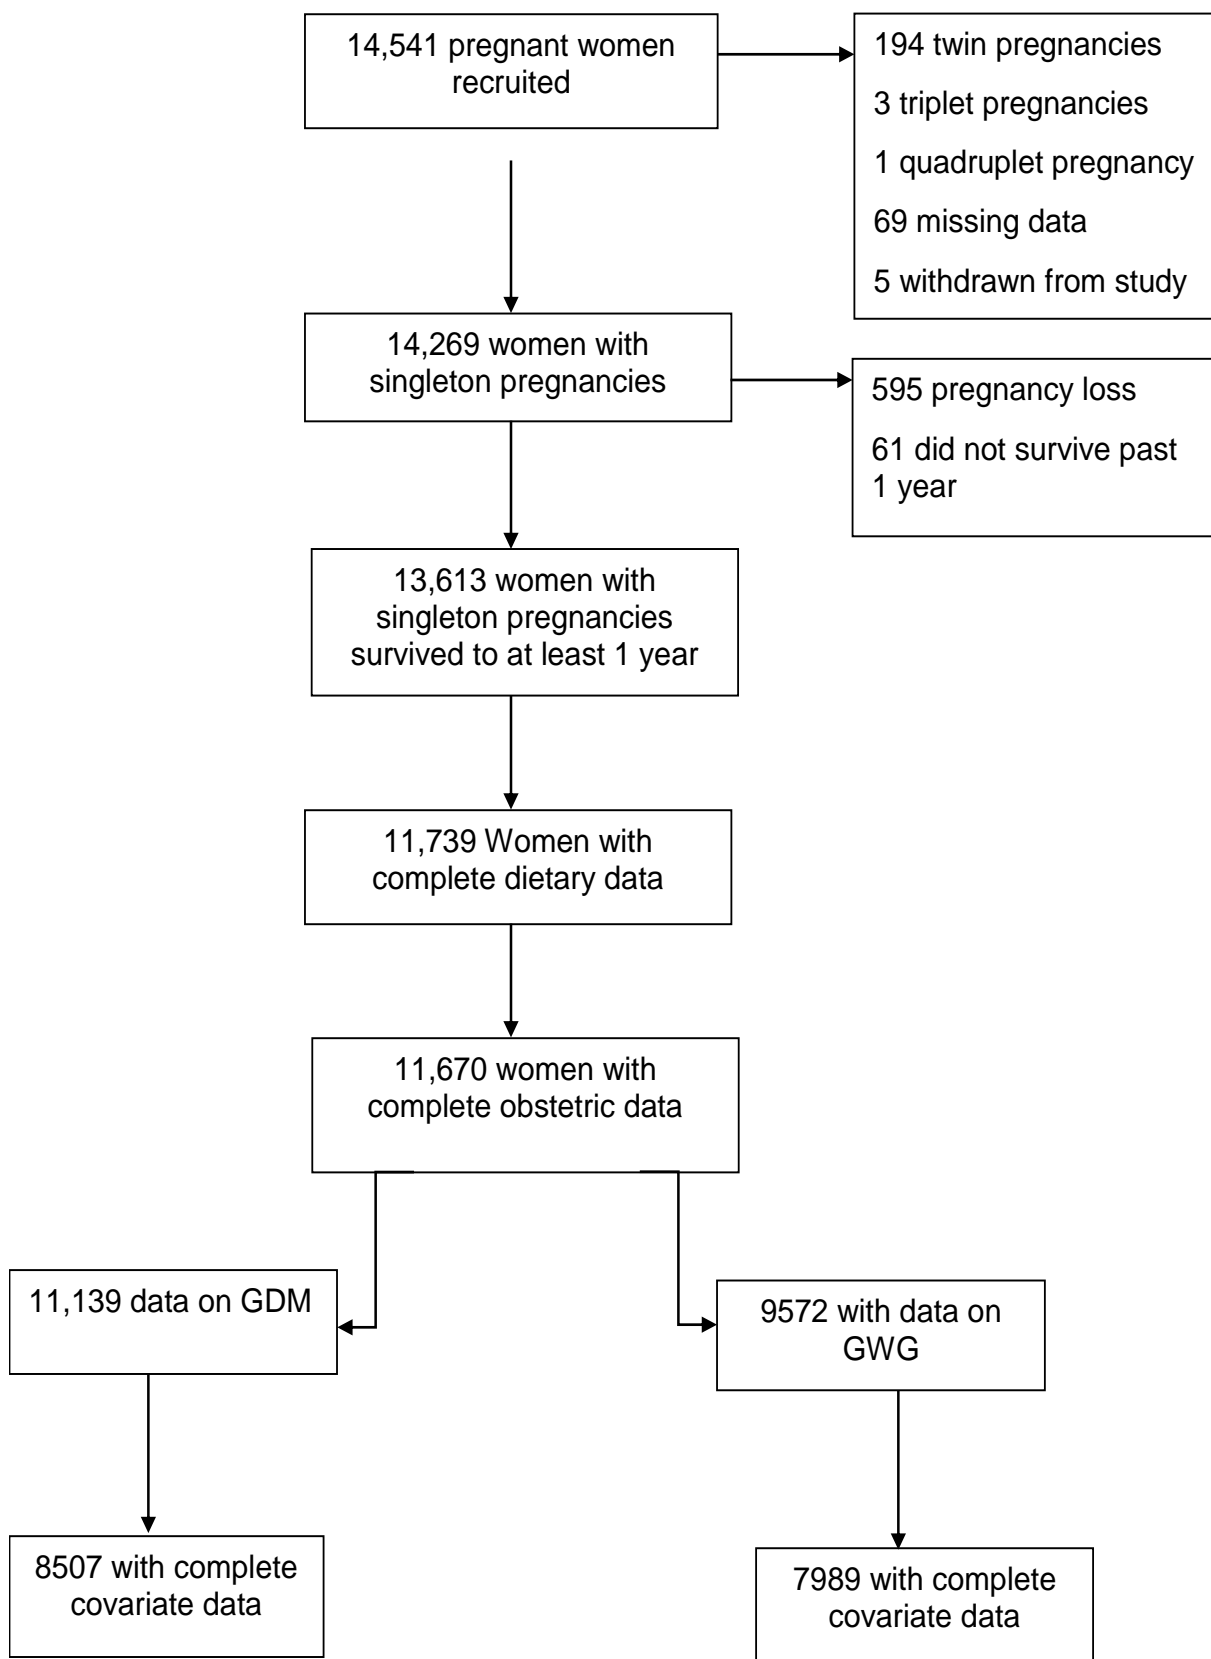 14,541 pregnant women
recruited
194 twin pregnancies
3 triplet pregnancies
1 quadruplet pregnancy
69 missing data
5 withdrawn from study
14,269 women with
singleton pregnancies
595 pregnancy loss
61 did not survive past
1 year
13,613 women with
singleton pregnancies
survived to at least 1 year
11,739 Women with
complete dietary data
11,670 women with
complete obstetric data
11,139 data on GDM
9572 with data on
GWG
8507 with complete
covariate data
7989 with complete
covariate data